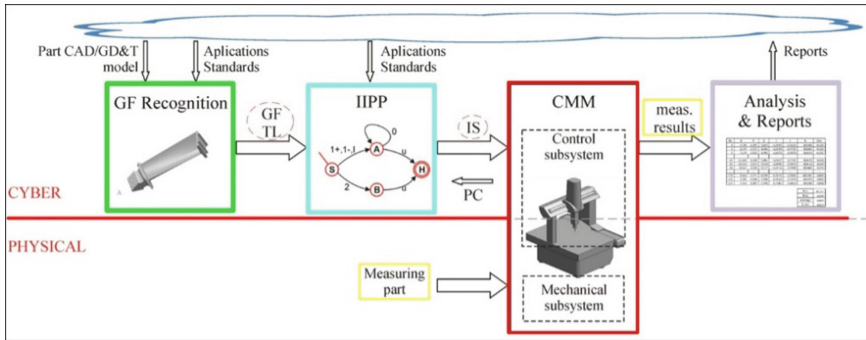 Part CAD/GD&T
model
Aplications
Standards
Aplications
Standards
Reports
GF Recognition
GF
TL
IIPP
0
1+,1-,I
A
u
S
H
2
B
u
IS
PC
CMM
Control
subsystem
meas.
results
Analysis
& Reports
CYBER
PHYSICAL
Measuring
part
Mechanical
subsystem